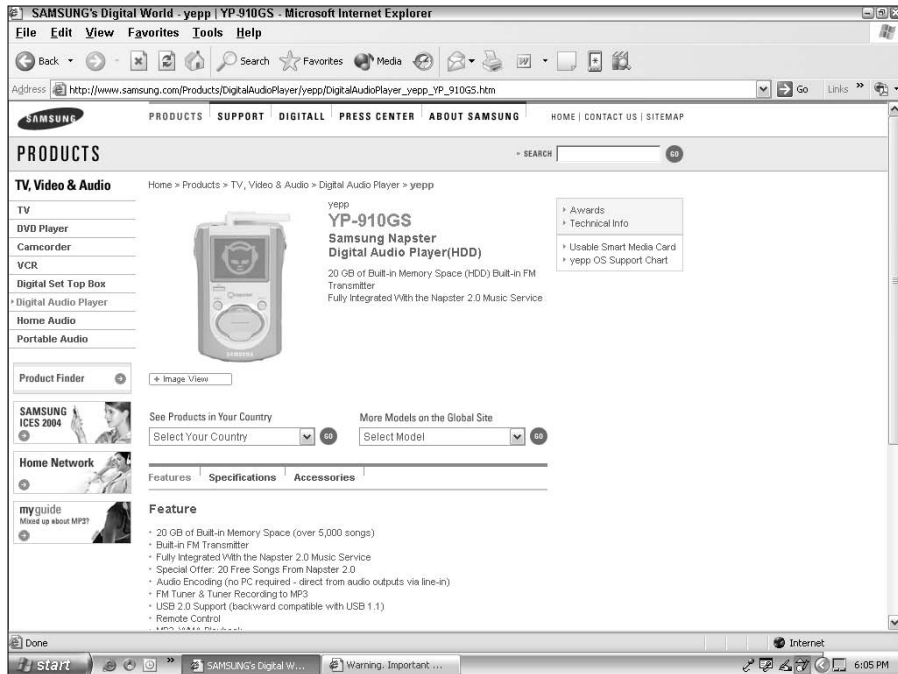 SAMSUNG's Digital World - yepp | YP-910GS - Microsoft Internet Explorer
File Edit View Favorites Tools Help
Back Search Favorites Media
Address http://www.samsung.com/Products/DigitalAudioPlayer/yepp/DigitalAudioPlayer_yepp_YP_910GS.htm Go Links »
SAMSUNG PRODUCTS SUPPORT DIGITALL PRESS CENTER ABOUT SAMSUNG HOME | CONTACT US | SITEMAP
PRODUCTS SEARCH GO
TV, Video & Audio
TV
DVD Player
Camcorder
VCR
Digital Set Top Box
Digital Audio Player
Home Audio
Portable Audio
Product Finder
SAMSUNG
ICES 2004
Home Network
myguide
Mixed up about MP3?
Home > Products > TV, Video & Audio > Digital Audio Player > yepp
yepp
YP-910GS
Samsung Napster
Digital Audio Player(HDD)
20 GB of Built-in Memory Space (HDD) Built-in FM
Transmitter
Fully Integrated With the Napster 2.0 Music Service
Awards
Technical Info
Usable Smart Media Card
yepp OS Support Chart
SAMSUNG
+ Image View
See Products in Your Country More Models on the Global Site
Select Your Country GO Select Model GO
Features Specifications Accessories
Feature
· 20 GB of Built-in Memory Space (over 5,000 songs)
· Built-in FM Transmitter
· Fully Integrated With the Napster 2.0 Music Service
· Special Offer: 20 Free Songs From Napster 2.0
· Audio Encoding (no PC required - direct from audio outputs via line-in)
· FM Tuner & Tuner Recording to MP3
· USB 2.0 Support (backward compatible with USB 1.1)
· Remote Control
· MP3, WMA Playback
Done Internet
start » SAMSUNG's Digital W... Warning. Important ... 6:05 PM